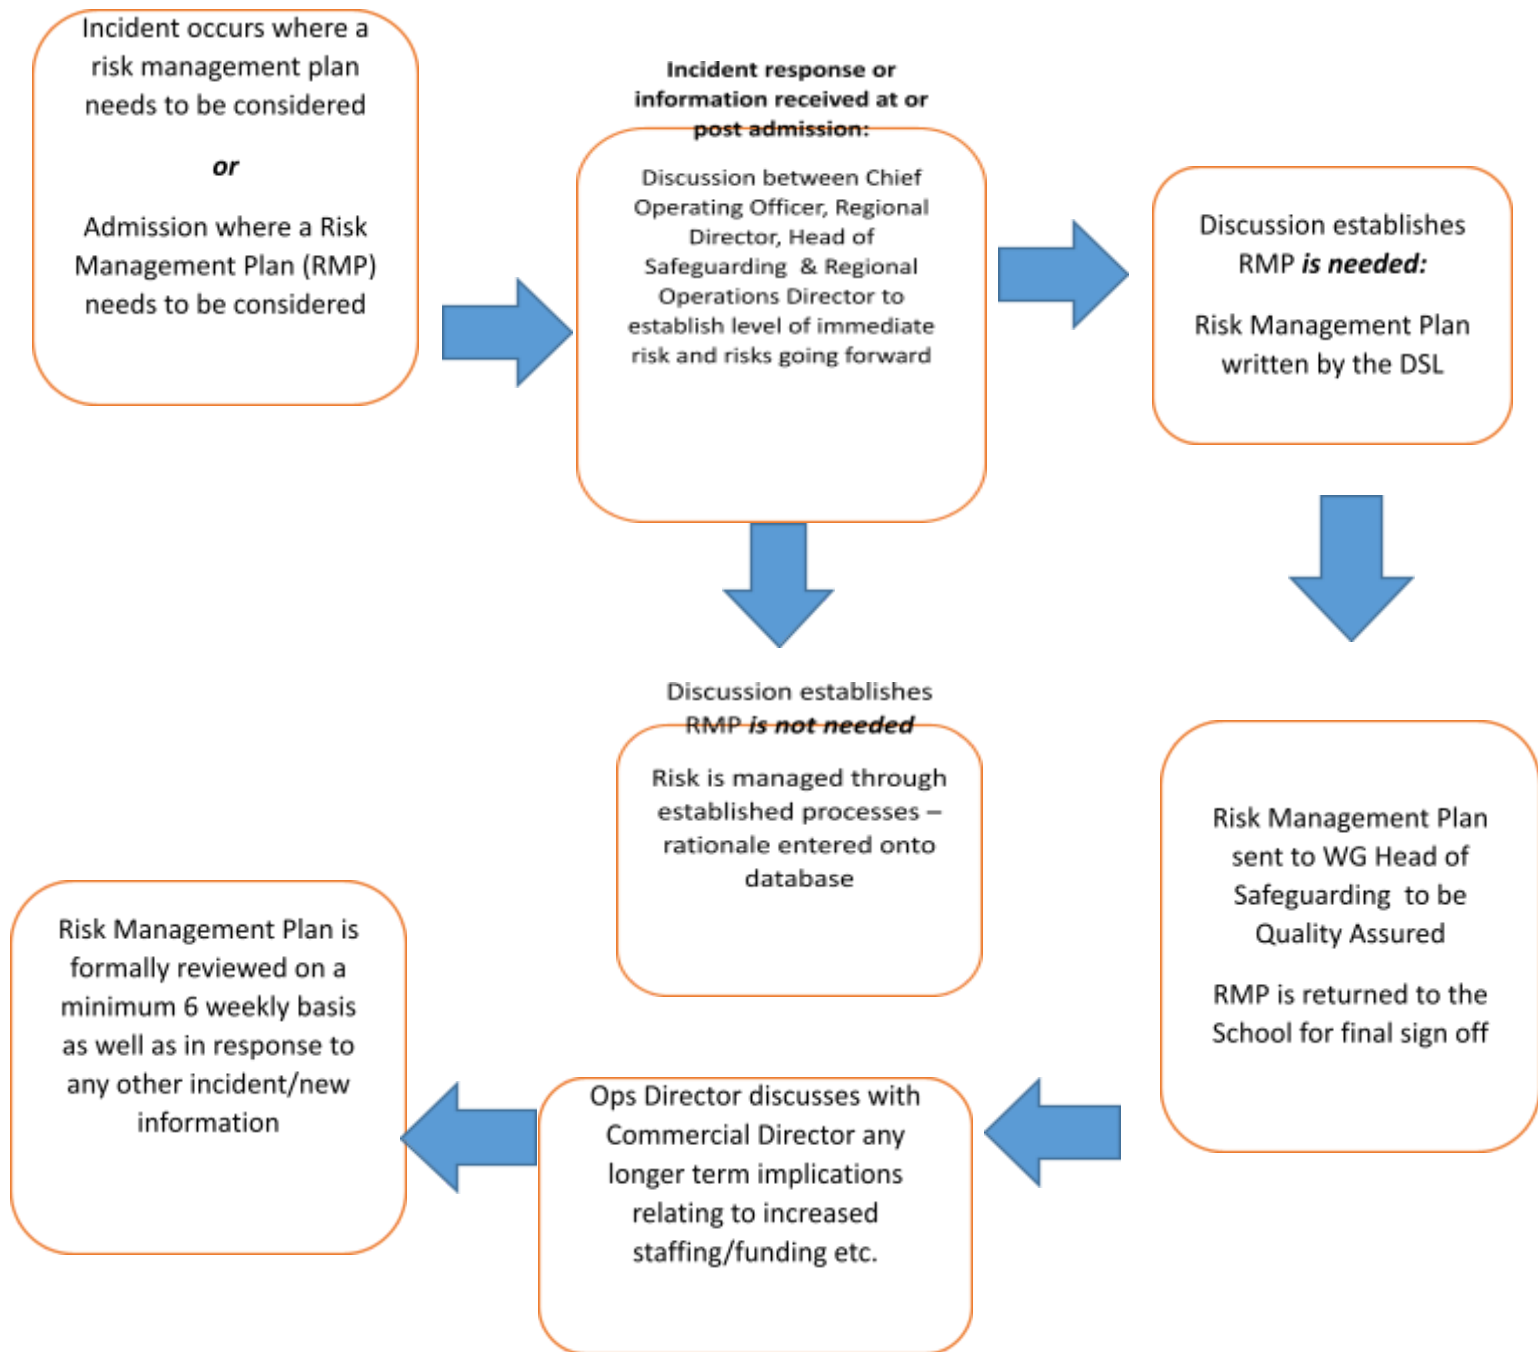 Incident occurs where a
risk management plan
needs to be considered
or
Admission where a Risk
Management Plan (RMP)
needs to be considered
Incident response or
information received at or
post admission:
Discussion between Chief
Operating Officer, Regional
Director, Head of
Safeguarding & Regional
Operations Director to
establish level of immediate
risk and risks going forward
Discussion establishes
RMP is needed:
Risk Management Plan
written by the DSL
Discussion establishes
RMP is not needed
Risk is managed through
established processes –
rationale entered onto
database
Risk Management Plan
sent to WG Head of
Safeguarding to be
Quality Assured
RMP is returned to the
School for final sign off
Ops Director discusses with
Commercial Director any
longer term implications
relating to increased
staffing/funding etc.
Risk Management Plan is
formally reviewed on a
minimum 6 weekly basis
as well as in response to
any other incident/new
information